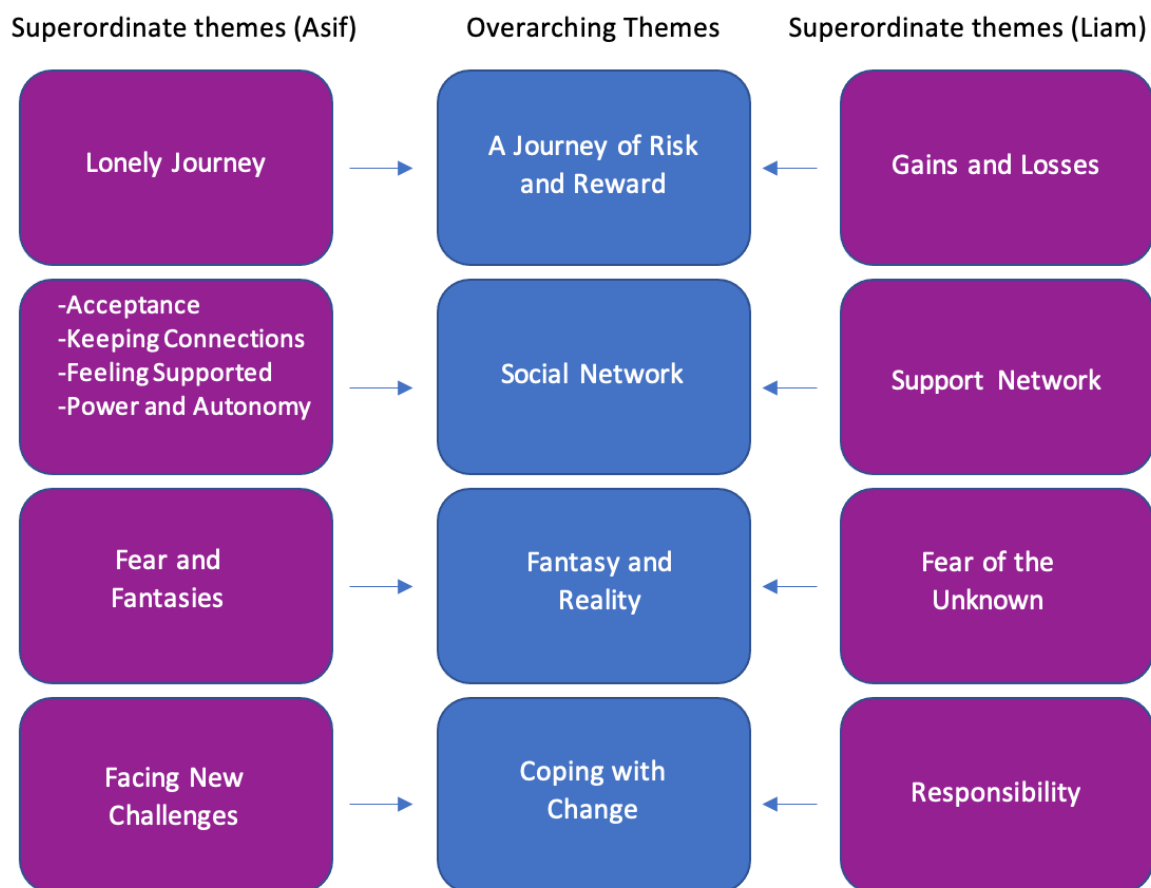 Superordinate themes (Asif)
Overarching Themes
Superordinate themes (Liam)
Lonely Journey
A Journey of Risk
and Reward
Gains and Losses
-Acceptance
-Keeping Connections
-Feeling Supported
-Power and Autonomy
Social Network
Support Network
Fear and
Fantasies
Fantasy and
Reality
Fear of the
Unknown
Facing New
Challenges
Coping with
Change
Responsibility